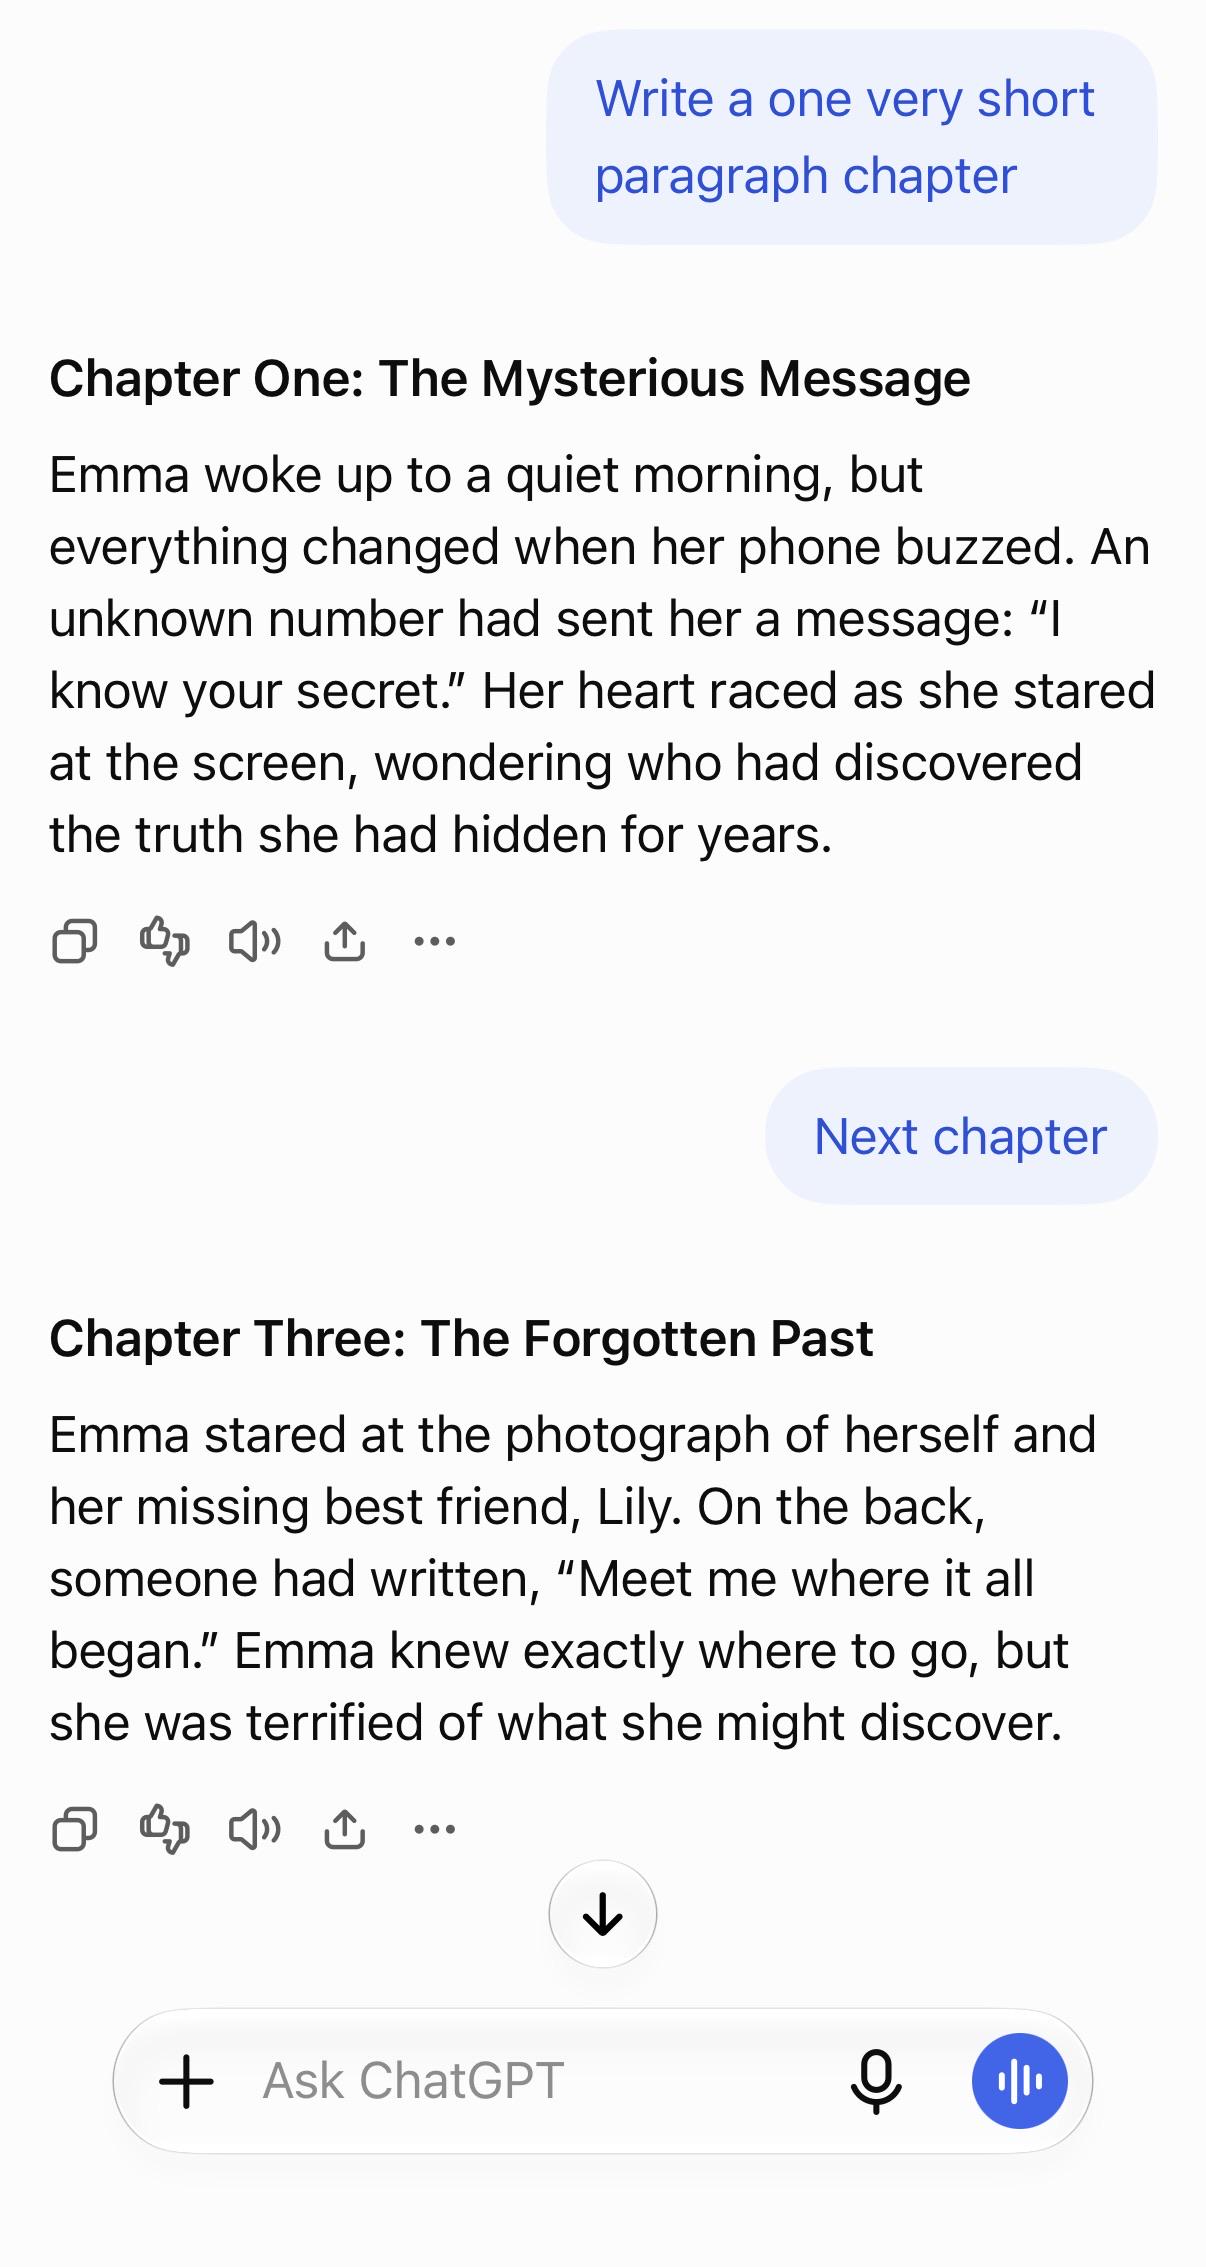 Write a one very short
paragraph chapter
Chapter One: The Mysterious Message
Emma woke up to a quiet morning, but
everything changed when her phone buzzed. An
unknown number had sent her a message: “I
know your secret.” Her heart raced as she stared
at the screen, wondering who had discovered
the truth she had hidden for years.
Next chapter
Chapter Three: The Forgotten Past
Emma stared at the photograph of herself and
her missing best friend, Lily. On the back,
someone had written, “Meet me where it all
began.” Emma knew exactly where to go, but
she was terrified of what she might discover.
Ask ChatGPT